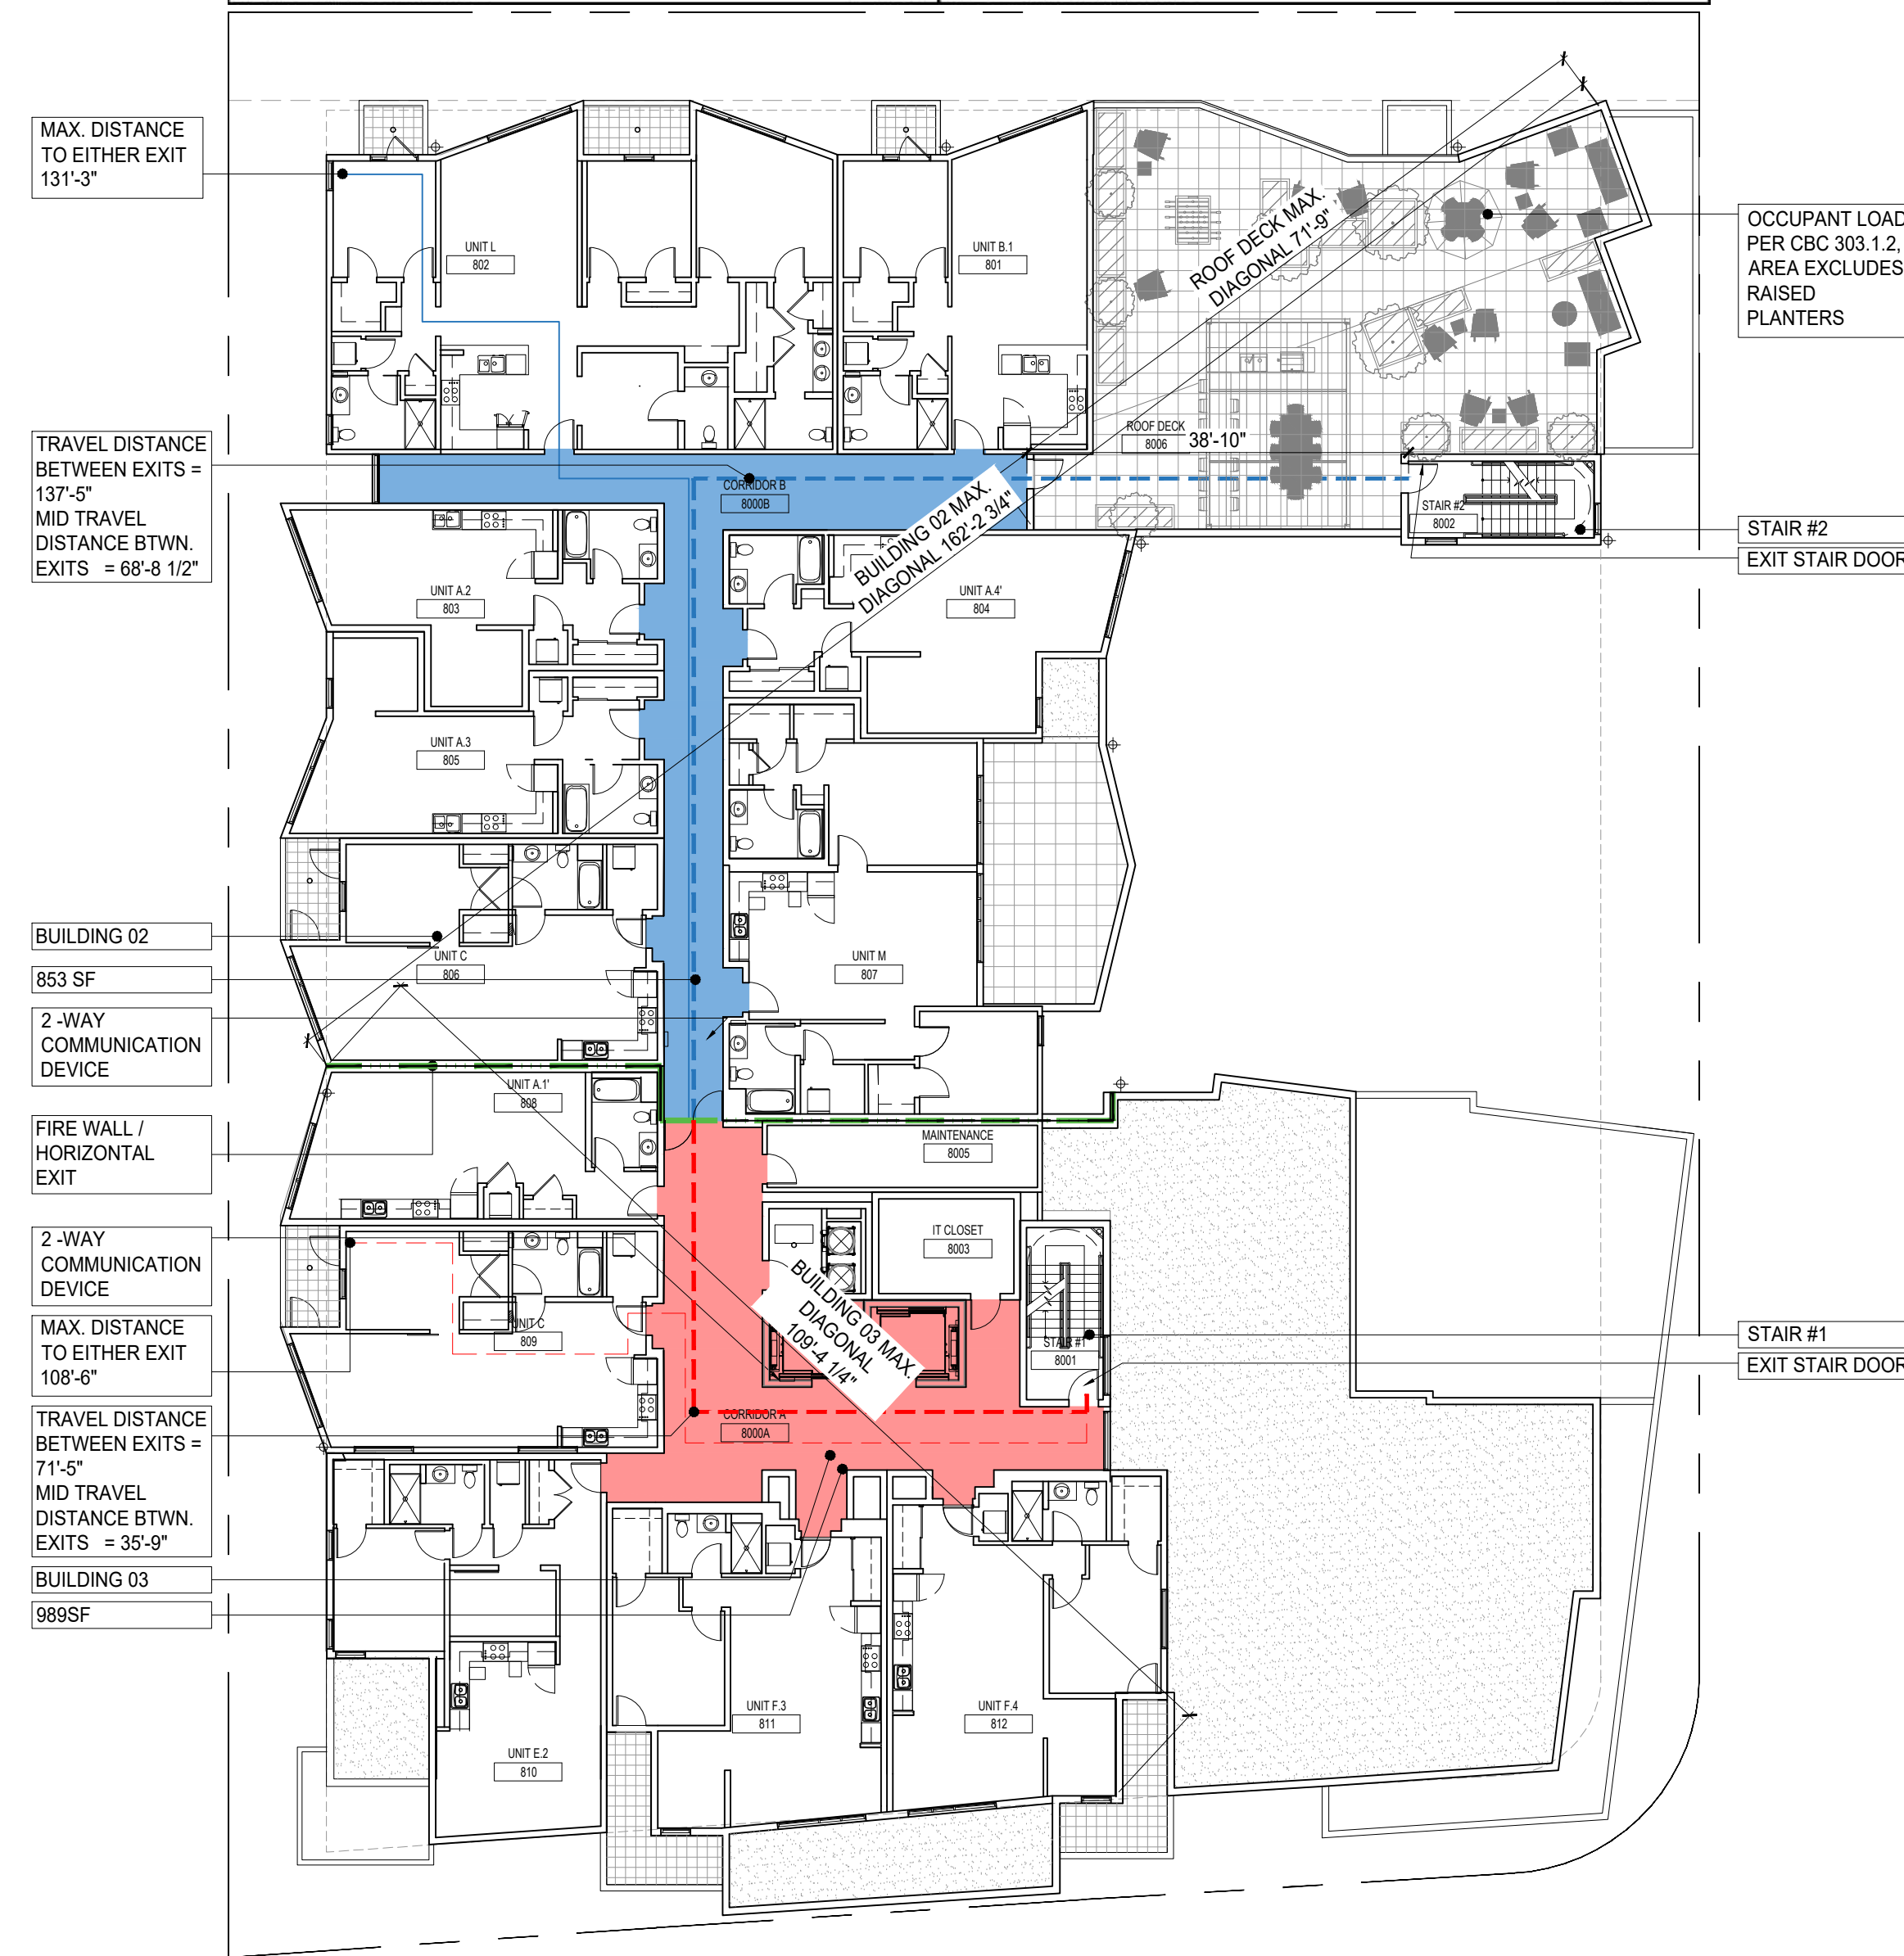 MAX. DISTANCE
TO EITHER EXIT
131'-3"
TRAVEL DISTANCE
BETWEEN EXITS =
137'-5"
MID TRAVEL
DISTANCE BTWN.
EXITS = 68'-8 1/2"
BUILDING 02
853 SF
2 -WAY
COMMUNICATION
DEVICE
FIRE WALL /
HORIZONTAL
EXIT
2 -WAY
COMMUNICATION
DEVICE
MAX. DISTANCE
TO EITHER EXIT
108'-6"
TRAVEL DISTANCE
BETWEEN EXITS =
71'-5"
MID TRAVEL
DISTANCE BTWN.
EXITS = 35'-9"
BUILDING 03
989SF
UNIT L
802
UNIT B.1
801
ROOF DECK MAX.
DIAGONAL 71'-9"
ROOF DECK
8006
38'-10"
CORRIDOR B
8000B
STAIR #2
8002
BUILDING 02 MAX.
DIAGONAL 162'-2 3/4"
UNIT A.2
803
UNIT A.4'
804
UNIT A.3
805
UNIT C
806
UNIT M
807
UNIT A.1'
808
MAINTENANCE
8005
IT CLOSET
8003
BUILDING 03 MAX.
DIAGONAL
109'-4 1/4"
UNIT C
809
STAIR #1
8001
CORRIDOR A
8000A
UNIT F.3
811
UNIT F.4
812
UNIT E.2
810
OCCUPANT LOAD
PER CBC 303.1.2,
AREA EXCLUDES
RAISED
PLANTERS
STAIR #2
EXIT STAIR DOOR
STAIR #1
EXIT STAIR DOOR